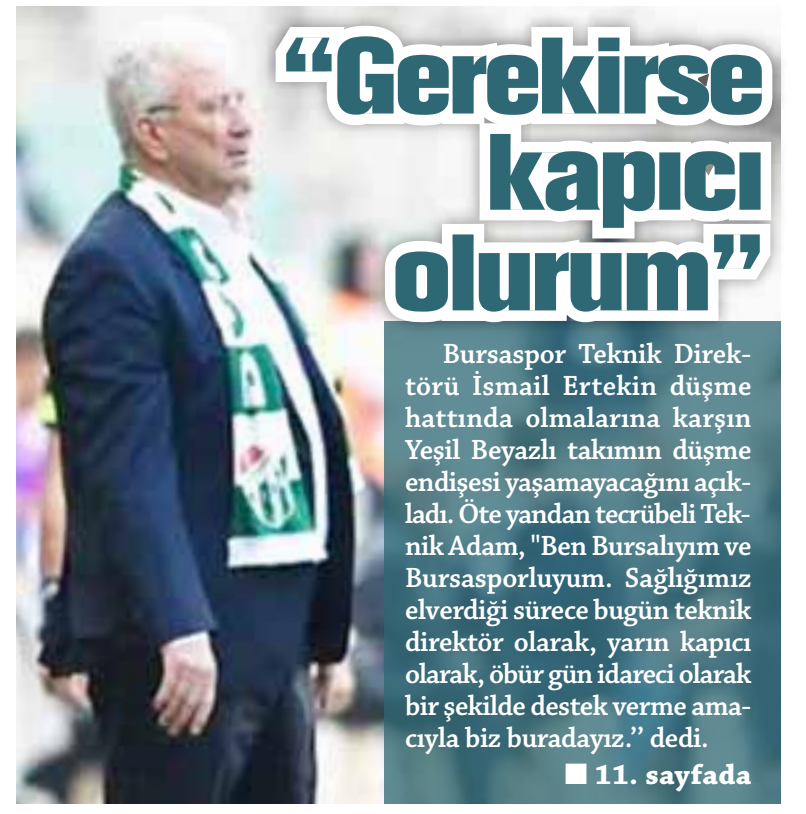 “Gerekirse
kapıcı
olurum”
Bursaspor Teknik Direk-
törü İsmail Ertekin düşme
hattında olmalarına karşın
Yeşil Beyazlı takımın düşme
endişesi yaşamayacağını açık-
ladı. Öte yandan tecrübeli Tek-
nik Adam, "Ben Bursalıyım ve
Bursasporluyum. Sağlığımız
elverdiği sürece bugün teknik
direktör olarak, yarın kapıcı
olarak, öbür gün idareci olarak
bir şekilde destek verme ama-
cıyla biz buradayız.’’ dedi.
■ 11. sayfada